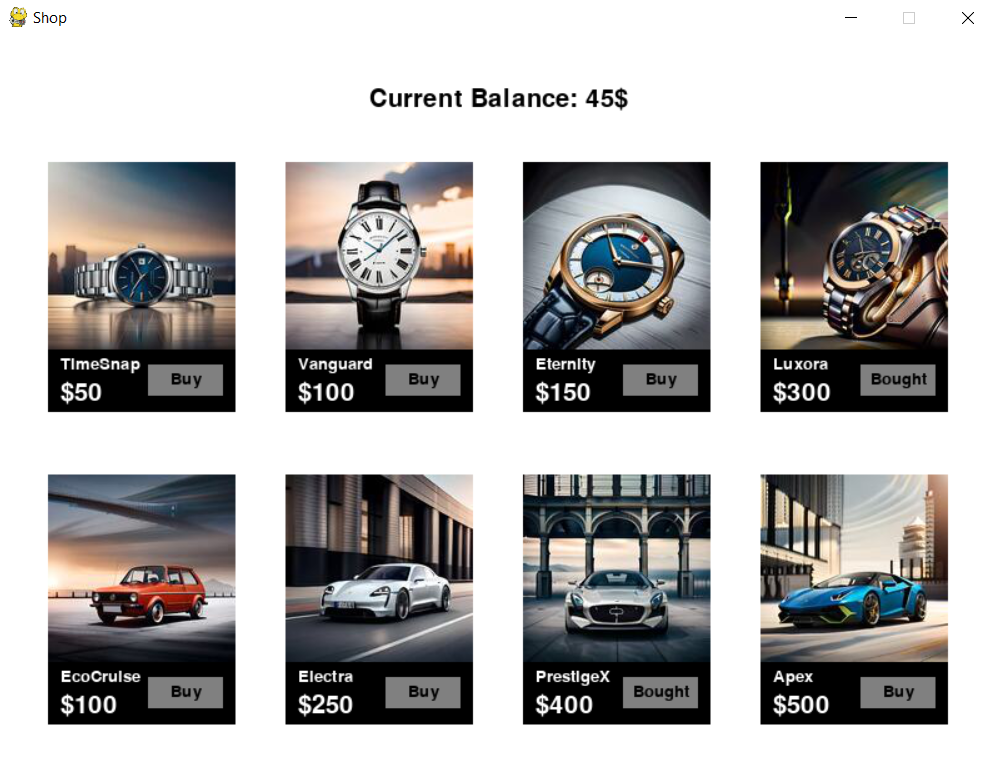 Shop
Current Balance: 45$
TimeSnap
$50
Buy
Vanguard
$100
Buy
Eternity
$150
Buy
Luxora
$300
Bought
EcoCruise
$100
Buy
Electra
$250
Buy
PrestigeX
$400
Bought
Apex
$500
Buy